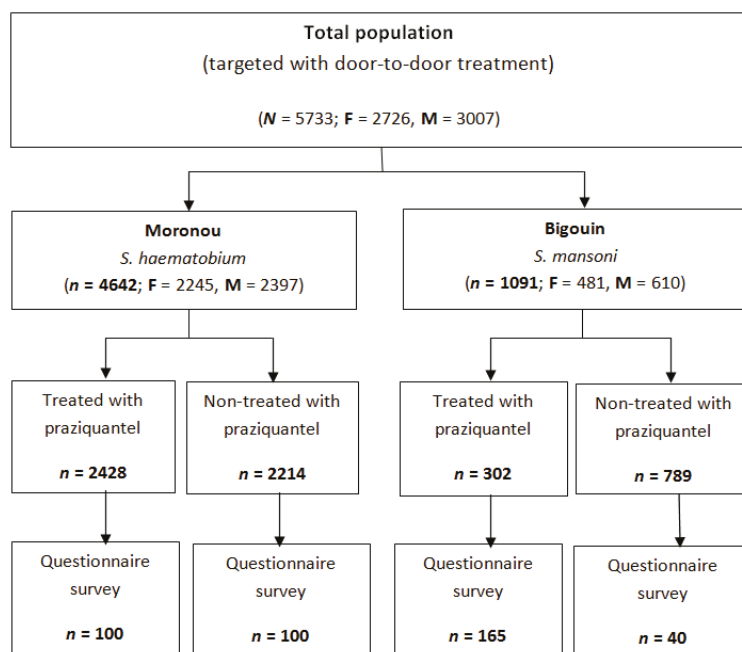 Total population
(targeted with door-to-door treatment)
(N = 5733; F = 2726, M = 3007)
Moronou
S. haematobium
(n = 4642; F = 2245, M = 2397)
Bigouin
S. mansoni
(n = 1091; F = 481, M = 610)
Treated with
praziquantel
n = 2428
Non-treated with
praziquantel
n = 2214
Treated with
praziquantel
n = 302
Non-treated with
praziquantel
n = 789
Questionnaire
survey
n = 100
Questionnaire
survey
n = 100
Questionnaire
survey
n = 165
Questionnaire
survey
n = 40